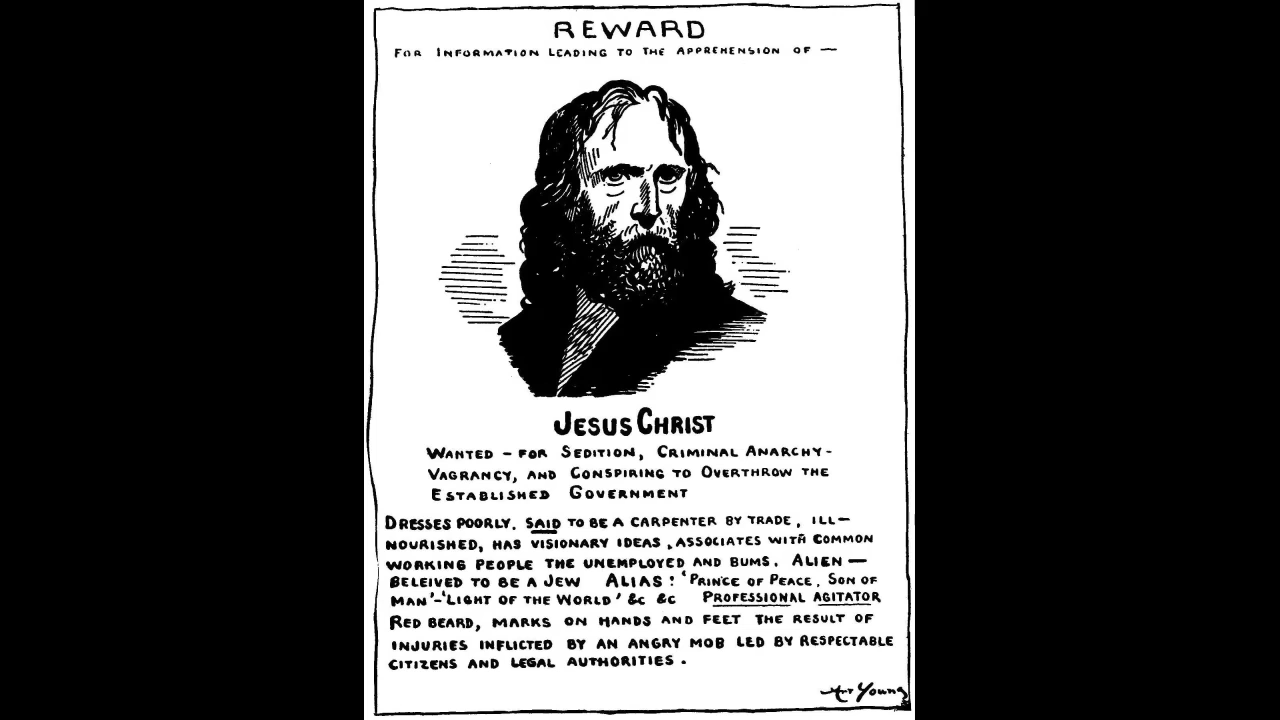 REWARD
FOR INFORMATION LEADING TO THE APPREHENSION OF —
JESUS CHRIST
WANTED – FOR SEDITION, CRIMINAL ANARCHY-
VAGRANCY, AND CONSPIRING TO OVERTHROW THE
ESTABLISHED GOVERNMENT
DRESSES POORLY. SAID TO BE A CARPENTER BY TRADE, ILL–
NOURISHED, HAS VISIONARY IDEAS, ASSOCIATES WITH COMMON
WORKING PEOPLE THE UNEMPLOYED AND BUMS. ALIEN —
BELEIVED TO BE A JEW ALIAS: 'PRINCE OF PEACE, SON OF
MAN'-'LIGHT OF THE WORLD' &C &C PROFESSIONAL AGITATOR
RED BEARD, MARKS ON HANDS AND FEET THE RESULT OF
INJURIES INFLICTED BY AN ANGRY MOB LED BY RESPECTABLE
CITIZENS AND LEGAL AUTHORITIES.
ART YOUNG